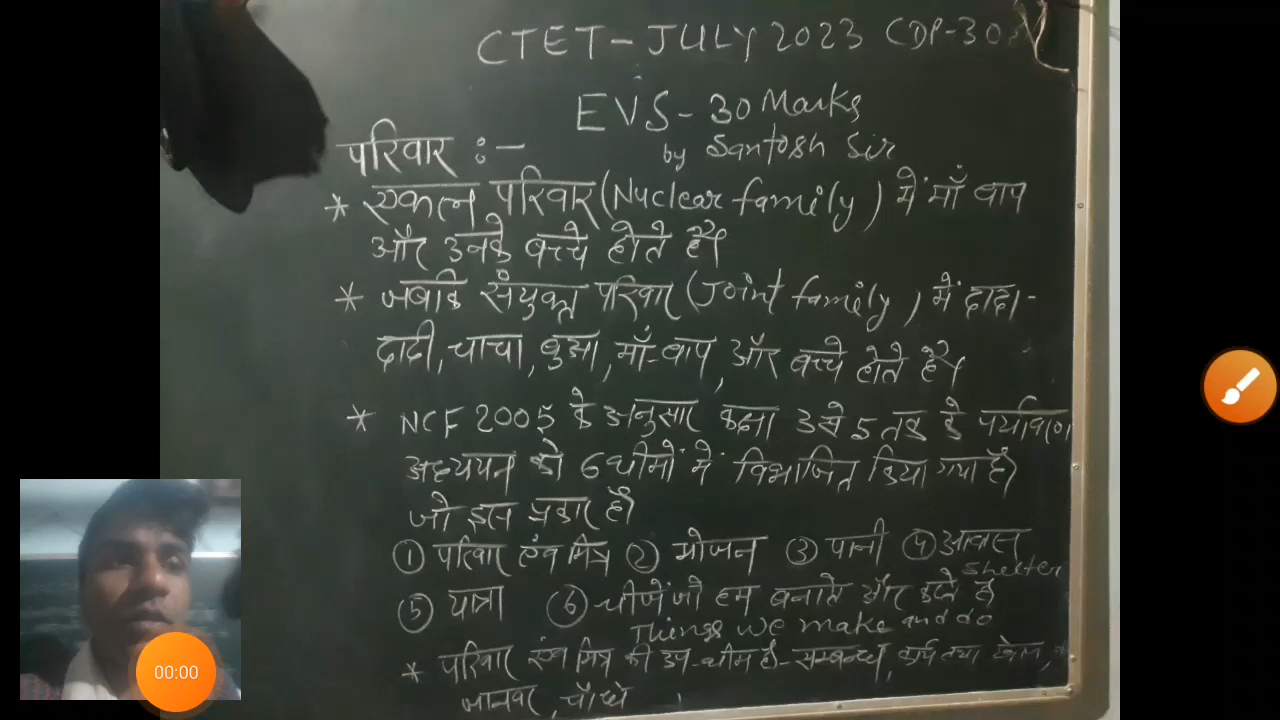 CTET - JULY 2023 CDP-30
EVS - 30 Marks
by Santosh Sir
परिवार :-
* एकल परिवार (Nuclear family) में माँ बाप
और उनके बच्चे होते है।
* जबकि संयुक्त परिवार (Joint family) में दादा-
दादी, चाचा, बुआ, माँ-बाप, और बच्चे होते है।
* NCF 2005 के अनुसार कक्षा 3 से 5 तक के पर्यावरण
अध्ययन को 6 थीमों में विभाजित किया गया है।
जो इस प्रकार है।
① परिवार एंव मित्र ② भोजन ③ पानी ④ आवास
shelter
⑤ यात्रा ⑥ चीजें जो हम बनाते और करते है।
Things we make and do
* परिवार एंव मित्र की उप-थीम है- सम्बन्ध, कार्य तथा खेल,
जानवर, पौधे
00:00